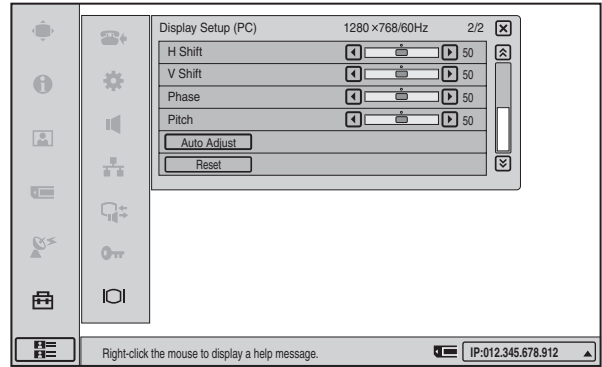 Display Setup (PC) 1280 ×768/60Hz 2/2
H Shift 50
V Shift 50
Phase 50
Pitch 50
Auto Adjust
Reset
Right-click the mouse to display a help message. IP:012.345.678.912